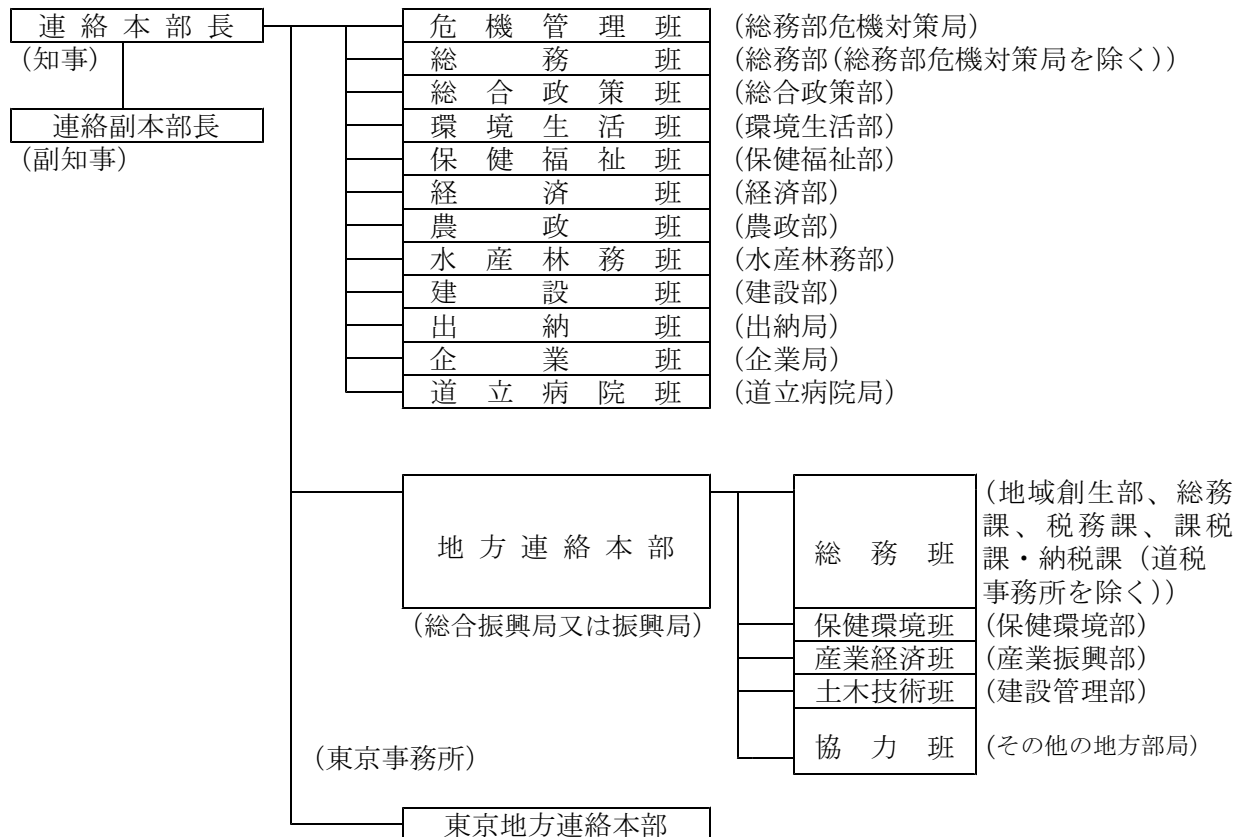 連絡本部長
(知事)
連絡副本部長
(副知事)
危機管理班 (総務部危機対策局)
総務班 (総務部(総務部危機対策局を除く))
総合政策班 (総合政策部)
環境生活班 (環境生活部)
保健福祉班 (保健福祉部)
経済班 (経済部)
農政班 (農政部)
水産林務班 (水産林務部)
建設班 (建設部)
出納班 (出納局)
企業班 (企業局)
道立病院班 (道立病院局)
地方連絡本部
(総合振興局又は振興局)
総務班
(地域創生部、総務
課、税務課、課税
課・納税課(道税
事務所を除く))
保健環境班 (保健環境部)
産業経済班 (産業振興部)
土木技術班 (建設管理部)
協力班 (その他の地方部局)
(東京事務所)
東京地方連絡本部